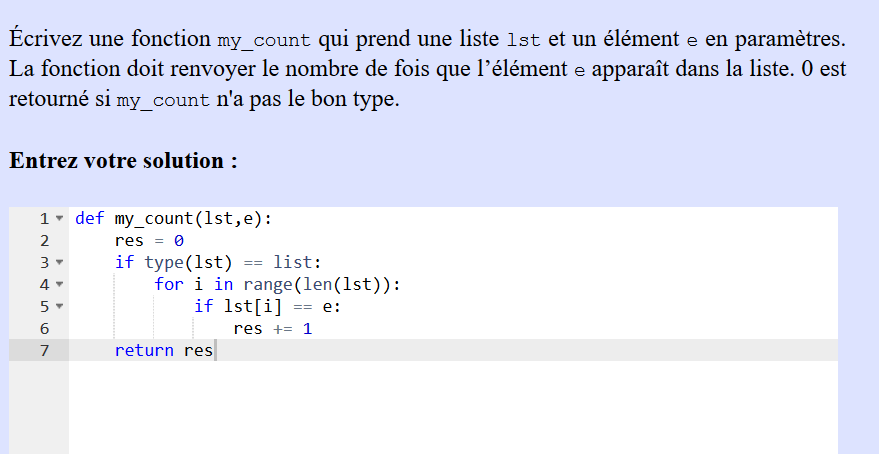 Écrivez une fonction my_count qui prend une liste lst et un élément e en paramètres.
La fonction doit renvoyer le nombre de fois que l’élément e apparaît dans la liste. 0 est
retourné si my_count n'a pas le bon type.
Entrez votre solution :
1 def my_count(lst,e):
2     res = 0
3     if type(lst) == list:
4         for i in range(len(lst)):
5             if lst[i] == e:
6                 res += 1
7     return res